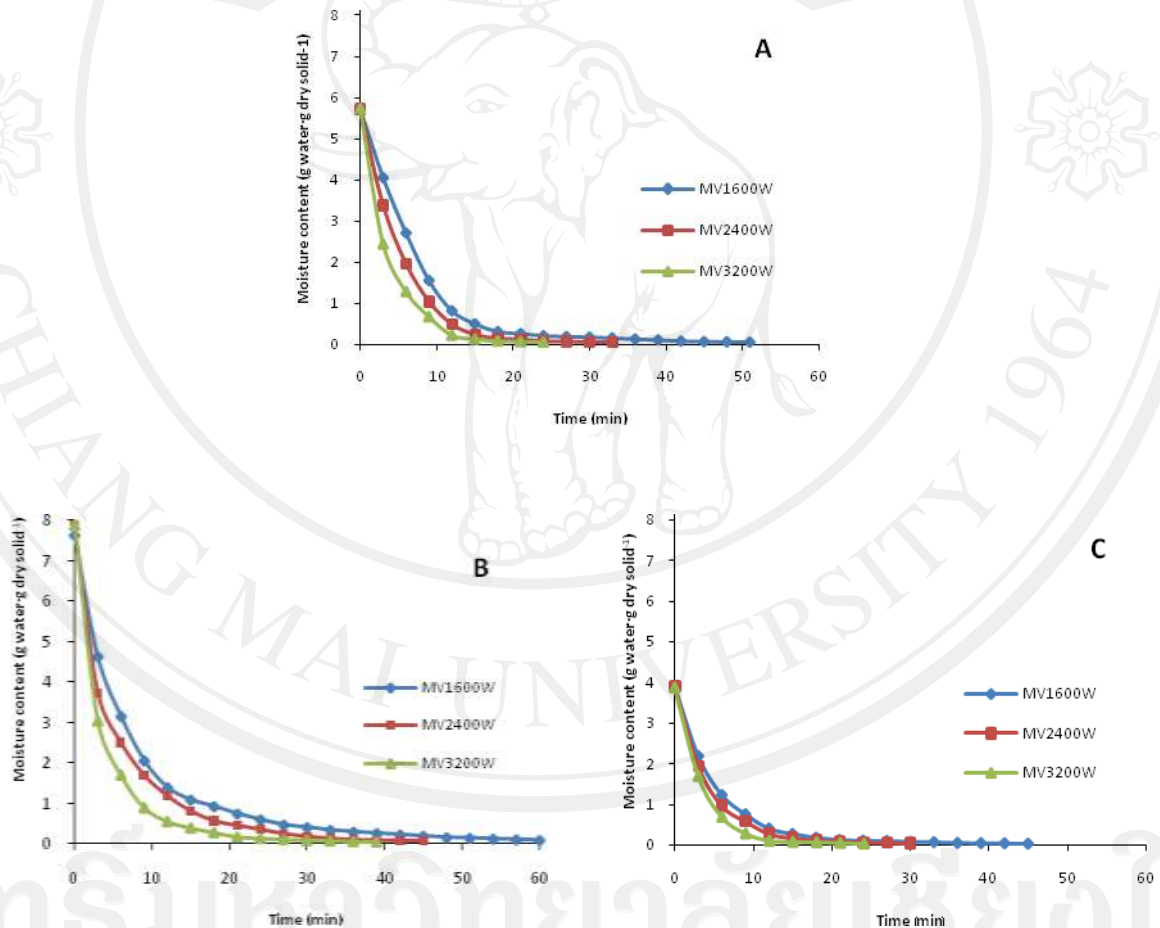 A
Moisture content (g water·g dry solid-1)
8
7
6
5
4
3
2
1
0
0 10 20 30 40 50 60
Time (min)
MV1600W
MV2400W
MV3200W
B
Moisture content (g water·g dry solid⁻¹)
8
7
6
5
4
3
2
1
0
0 10 20 30 40 50 60
Time (min)
MV1600W
MV2400W
MV3200W
C
Moisture content (g water·g dry solid⁻¹)
8
7
6
5
4
3
2
1
0
0 10 20 30 40 50 60
Time (min)
MV1600W
MV2400W
MV3200W
CHIANG MAI UNIVERSITY 1964